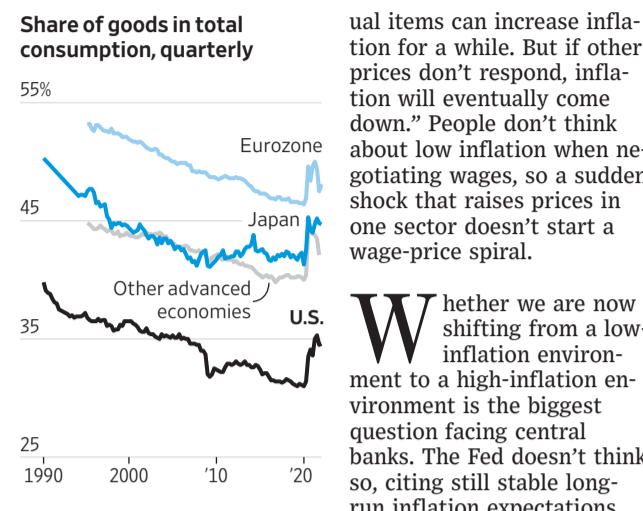 Share of goods in total
consumption, quarterly
55%
Eurozone
45
Japan
Other advanced
economies
U.S.
35
25
1990 2000 ’10 ’20
ual items can increase infla-
tion for a while. But if other
prices don’t respond, infla-
tion will eventually come
down.” People don’t think
about low inflation when ne-
gotiating wages, so a sudden
shock that raises prices in
one sector doesn’t start a
wage-price spiral.
Whether we are now
shifting from a low-
inflation environ-
ment to a high-inflation en-
vironment is the biggest
question facing central
banks. The Fed doesn’t think
so, citing still stable long-
run inflation expectations